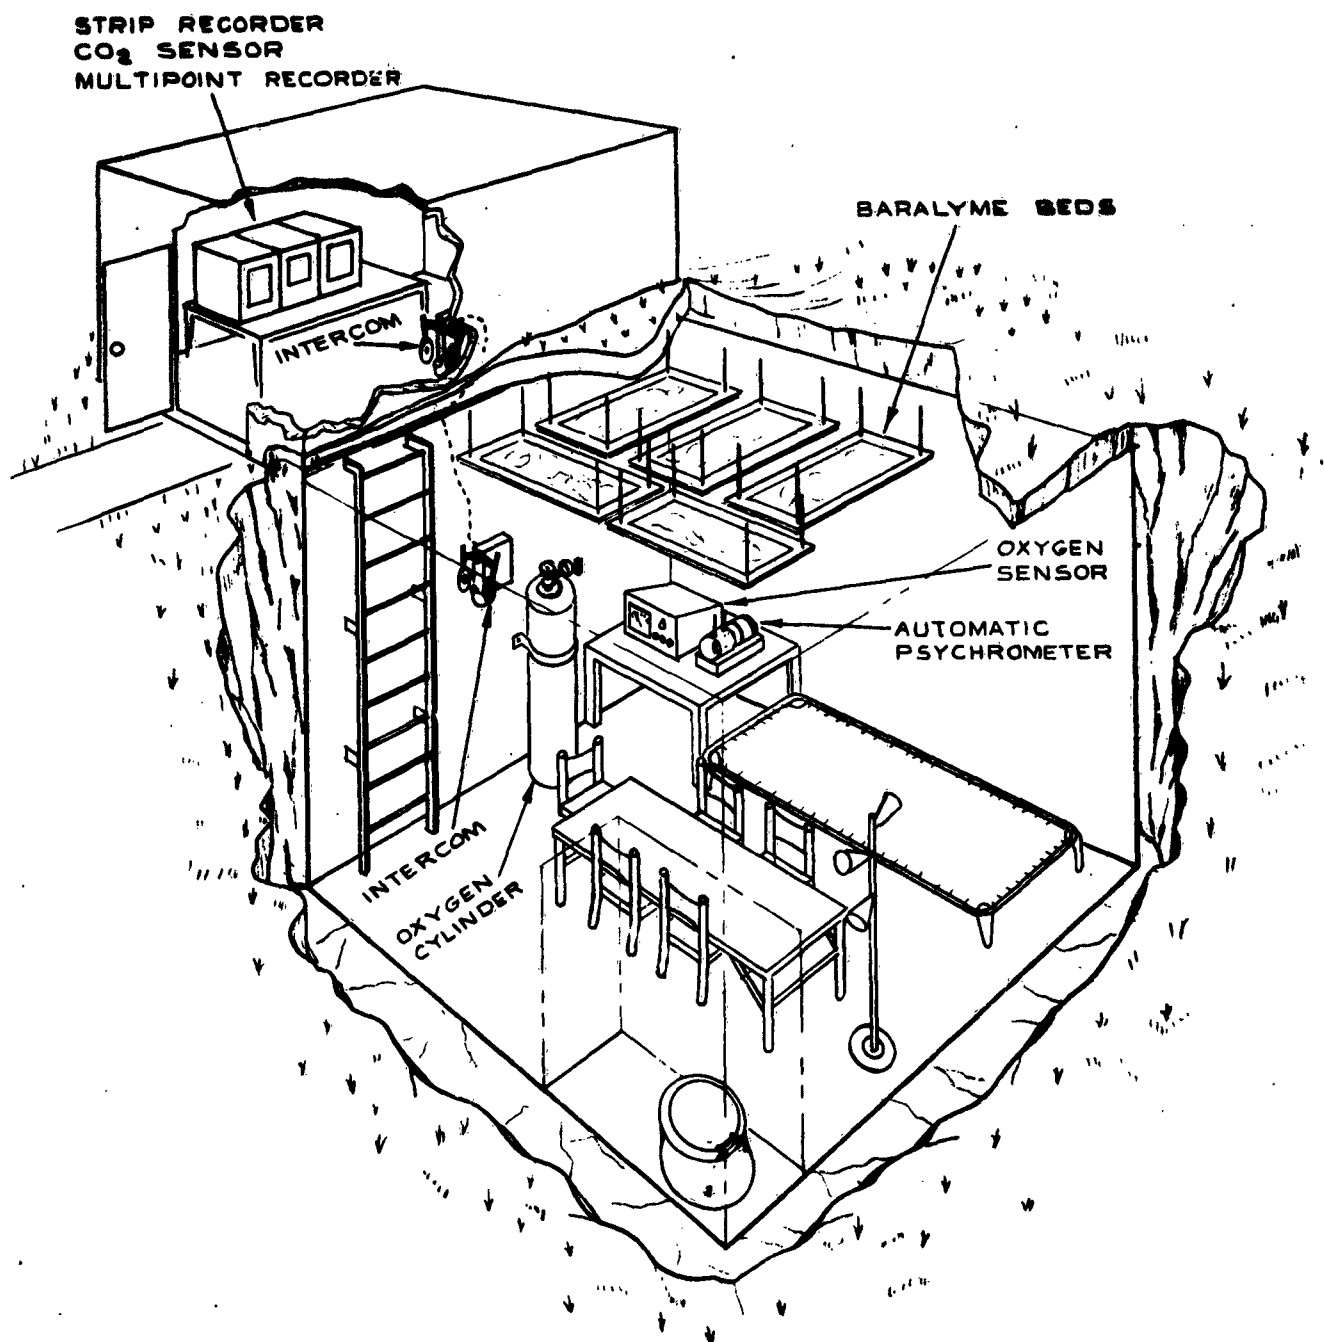 STRIP RECORDER
CO₂ SENSOR
MULTIPOINT RECORDER
BARALYME BEDS
INTERCOM
OXYGEN
SENSOR
AUTOMATIC
PSYCHROMETER
INTERCOM
OXYGEN
CYLINDER